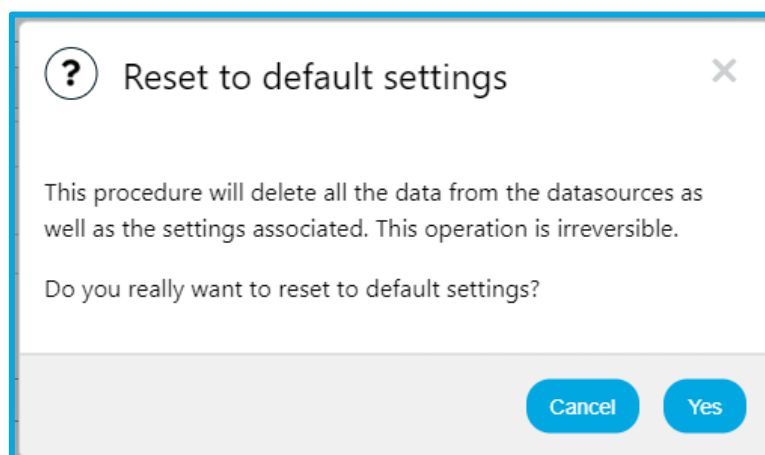 ?
Reset to default settings
This procedure will delete all the data from the datasources as
well as the settings associated. This operation is irreversible.
Do you really want to reset to default settings?
Cancel
Yes